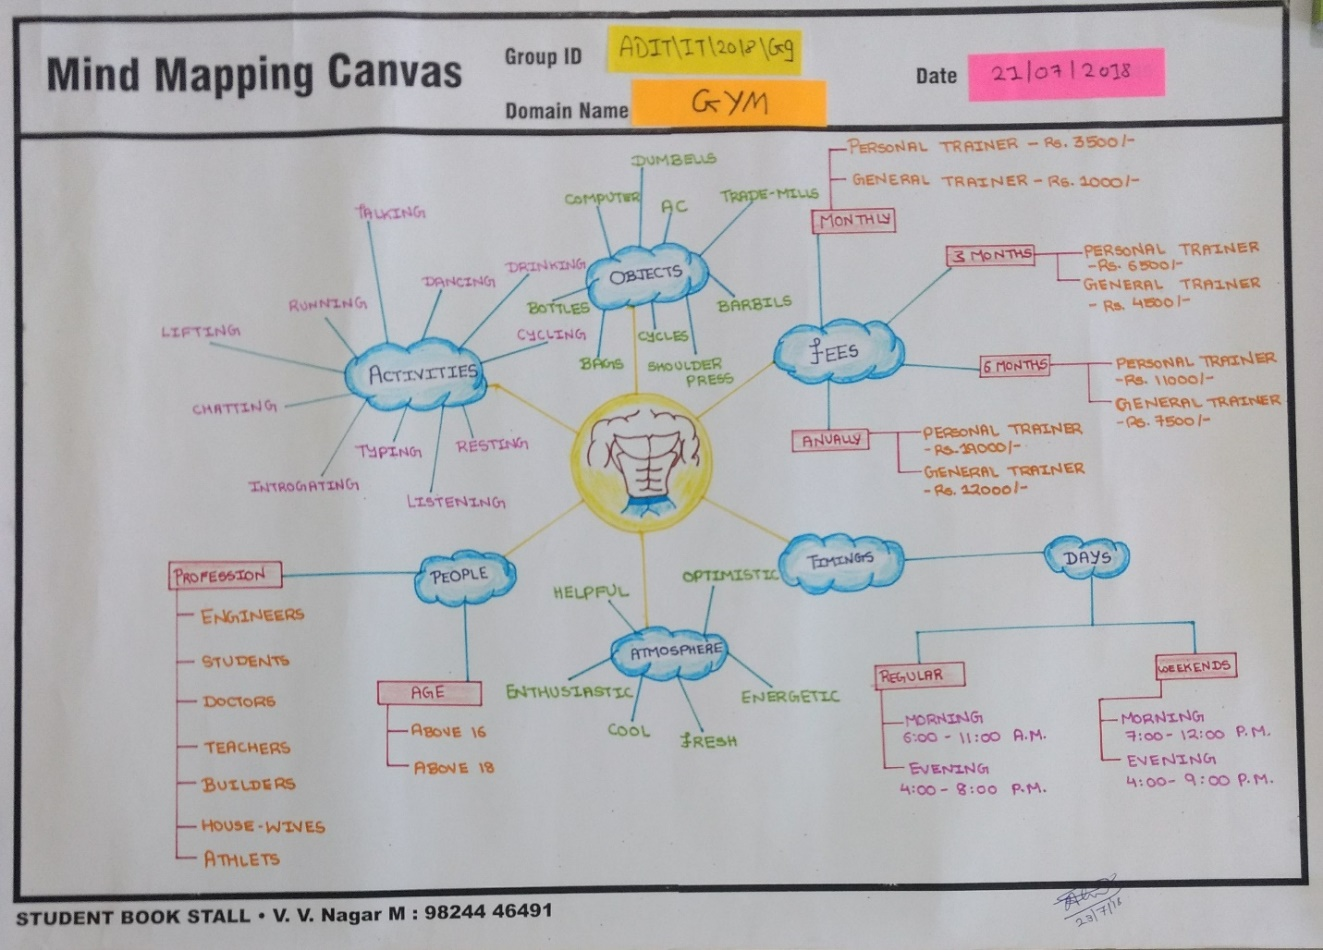 Mind Mapping Canvas
Group ID ADIT\IT\2018\G9
Domain Name GYM
Date 21/07/2018
OBJECTS
DUMBELLS
COMPUTER
AC
TRADE-MILLS
BOTTLES
BARBILS
BAGS
CYCLES
SHOULDER
PRESS
ACTIVITIES
TALKING
DANCING
DRINKING
RUNNING
LIFTING
CYCLING
CHATTING
TYPING
RESTING
INTROGATING
LISTENING
FEES
MONTHLY
PERSONAL TRAINER - Rs. 3500/-
GENERAL TRAINER - Rs. 1000/-
3 MONTHS
PERSONAL TRAINER
- Rs. 6500/-
GENERAL TRAINER
- Rs. 4500/-
6 MONTHS
PERSONAL TRAINER
- Rs. 11000/-
GENERAL TRAINER
- Rs. 7500/-
ANUALLY
PERSONAL TRAINER
- Rs. 19000/-
GENERAL TRAINER
- Rs. 12000/-
PEOPLE
PROFESSION
ENGINEERS
STUDENTS
DOCTORS
TEACHERS
BUILDERS
HOUSE-WIVES
ATHLETS
AGE
ABOVE 16
ABOVE 18
ATMOSPHERE
HELPFUL
OPTIMISTIC
ENTHUSIASTIC
ENERGETIC
COOL
FRESH
TIMINGS
DAYS
REGULAR
MORNING
6:00 - 11:00 A.M.
EVENING
4:00 - 8:00 P.M.
WEEKENDS
MORNING
7:00 - 12:00 P.M.
EVENING
4:00 - 9:00 P.M.
STUDENT BOOK STALL • V. V. Nagar M : 98244 46491